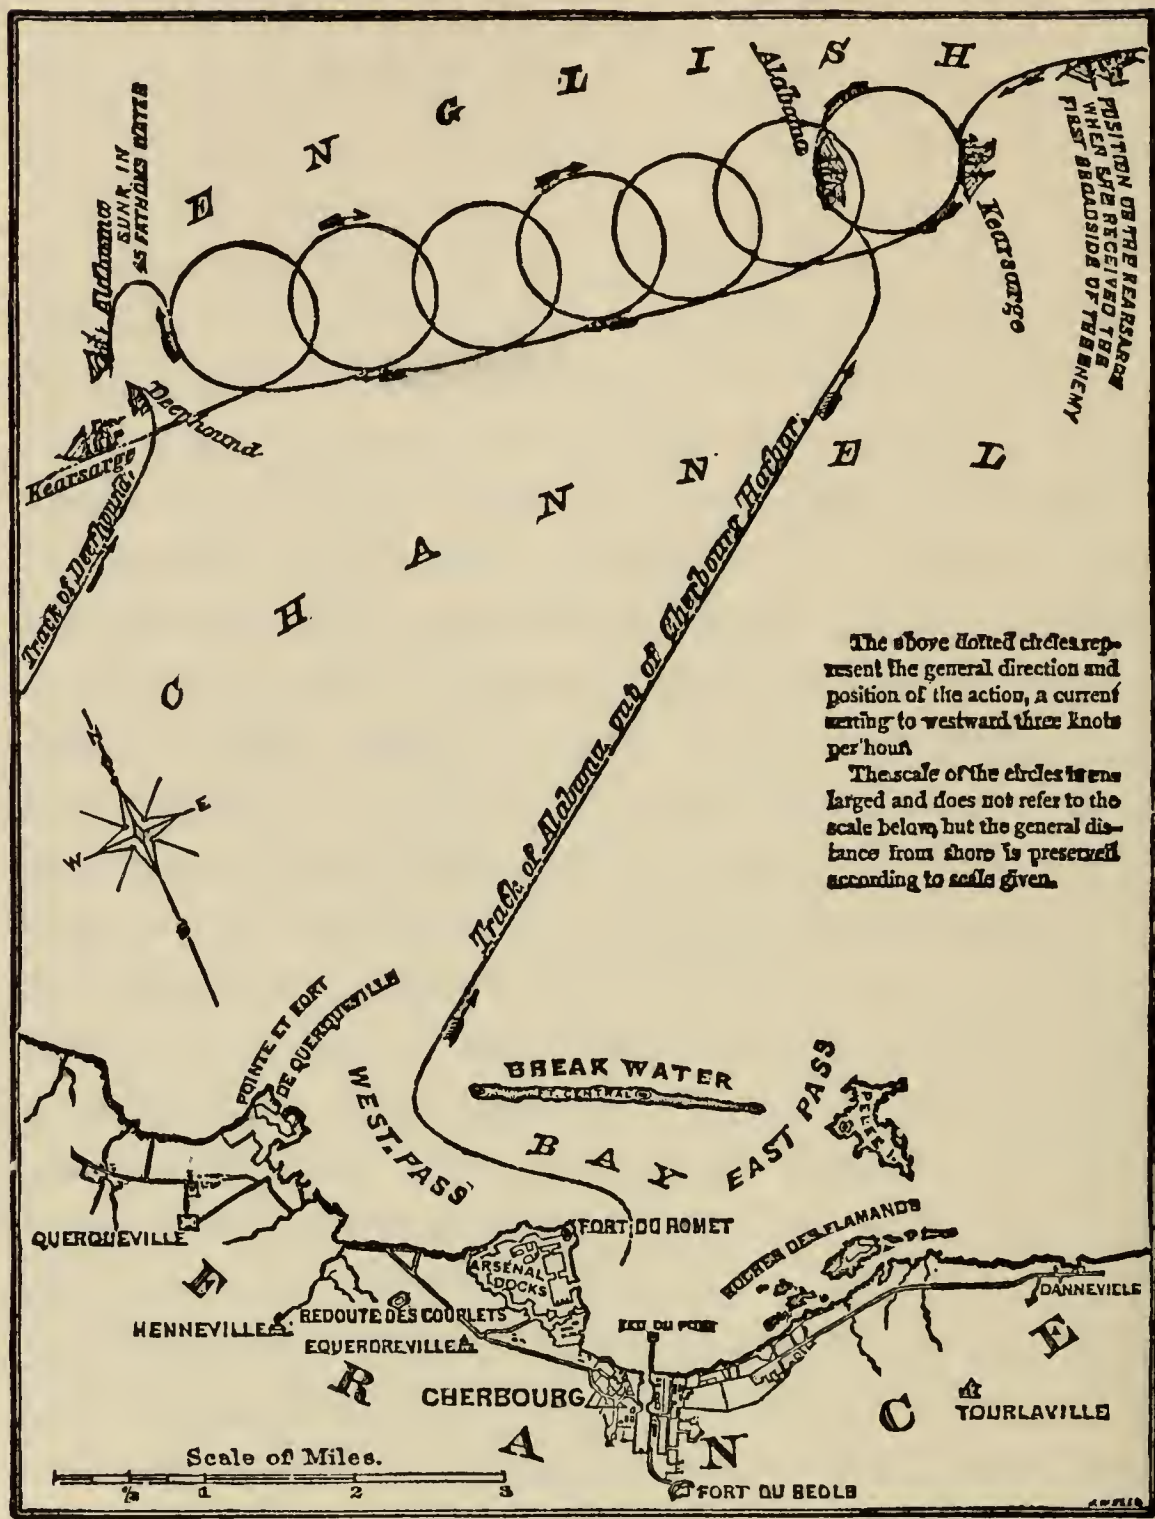 ENGLISH
CHANNEL
Alabama
SUNK IN
45 FATHOMS WATER
Alabama
Kearsarge
POSITION OF THE KEARSARGE
WHEN SHE RECEIVED THE
FIRST BROADSIDE OF THE ENEMY
Deerhound
Kearsarge
Track of Deerhound.
Track of Alabama, out of Cherbourg Harbor.
The above dotted circles rep-
resent the general direction and
position of the action, a current
setting to westward three knots
per hour.
The scale of the circles is en-
larged and does not refer to the
scale below, but the general dis-
tance from shore is preserved
according to scale given.
N
E
W
S
POINTE ET FORT
DE QUERQUEVILLE
WEST. PASS
BREAK WATER
FT. CENTRAL
BAY
EAST PASS
PELEE I.
QUERQUEVILLE
FORT DU HOMET
ARSENAL
DOCKS
ROCHES DES FLAMANDS
DANNEVILLE
HENNEVILLE
REDOUTE DES COUPLETS
EQUERDREVILLE
CHERBOURG
TOURLAVILLE
FRANCE
FORT DU
Scale of Miles.
½ 1 2 3